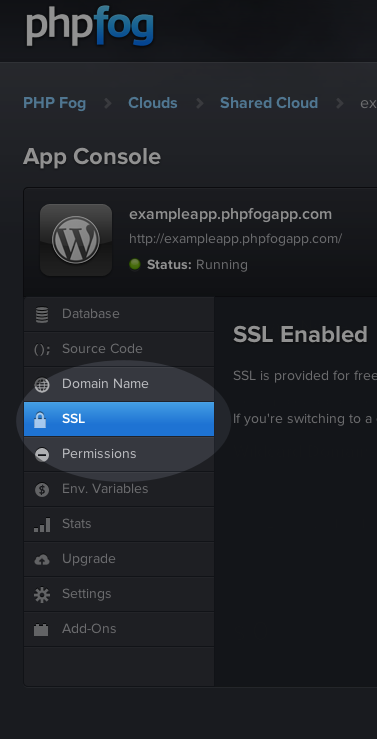 phpfog
PHP Fog > Clouds > Shared Cloud > ex
App Console
exampleapp.phpfogapp.com
http://exampleapp.phpfogapp.com/
Status: Running
Database
(); Source Code
Domain Name
SSL
Permissions
Env. Variables
Stats
Upgrade
Settings
Add-Ons
SSL Enabled
SSL is provided for free
If you're switching to a